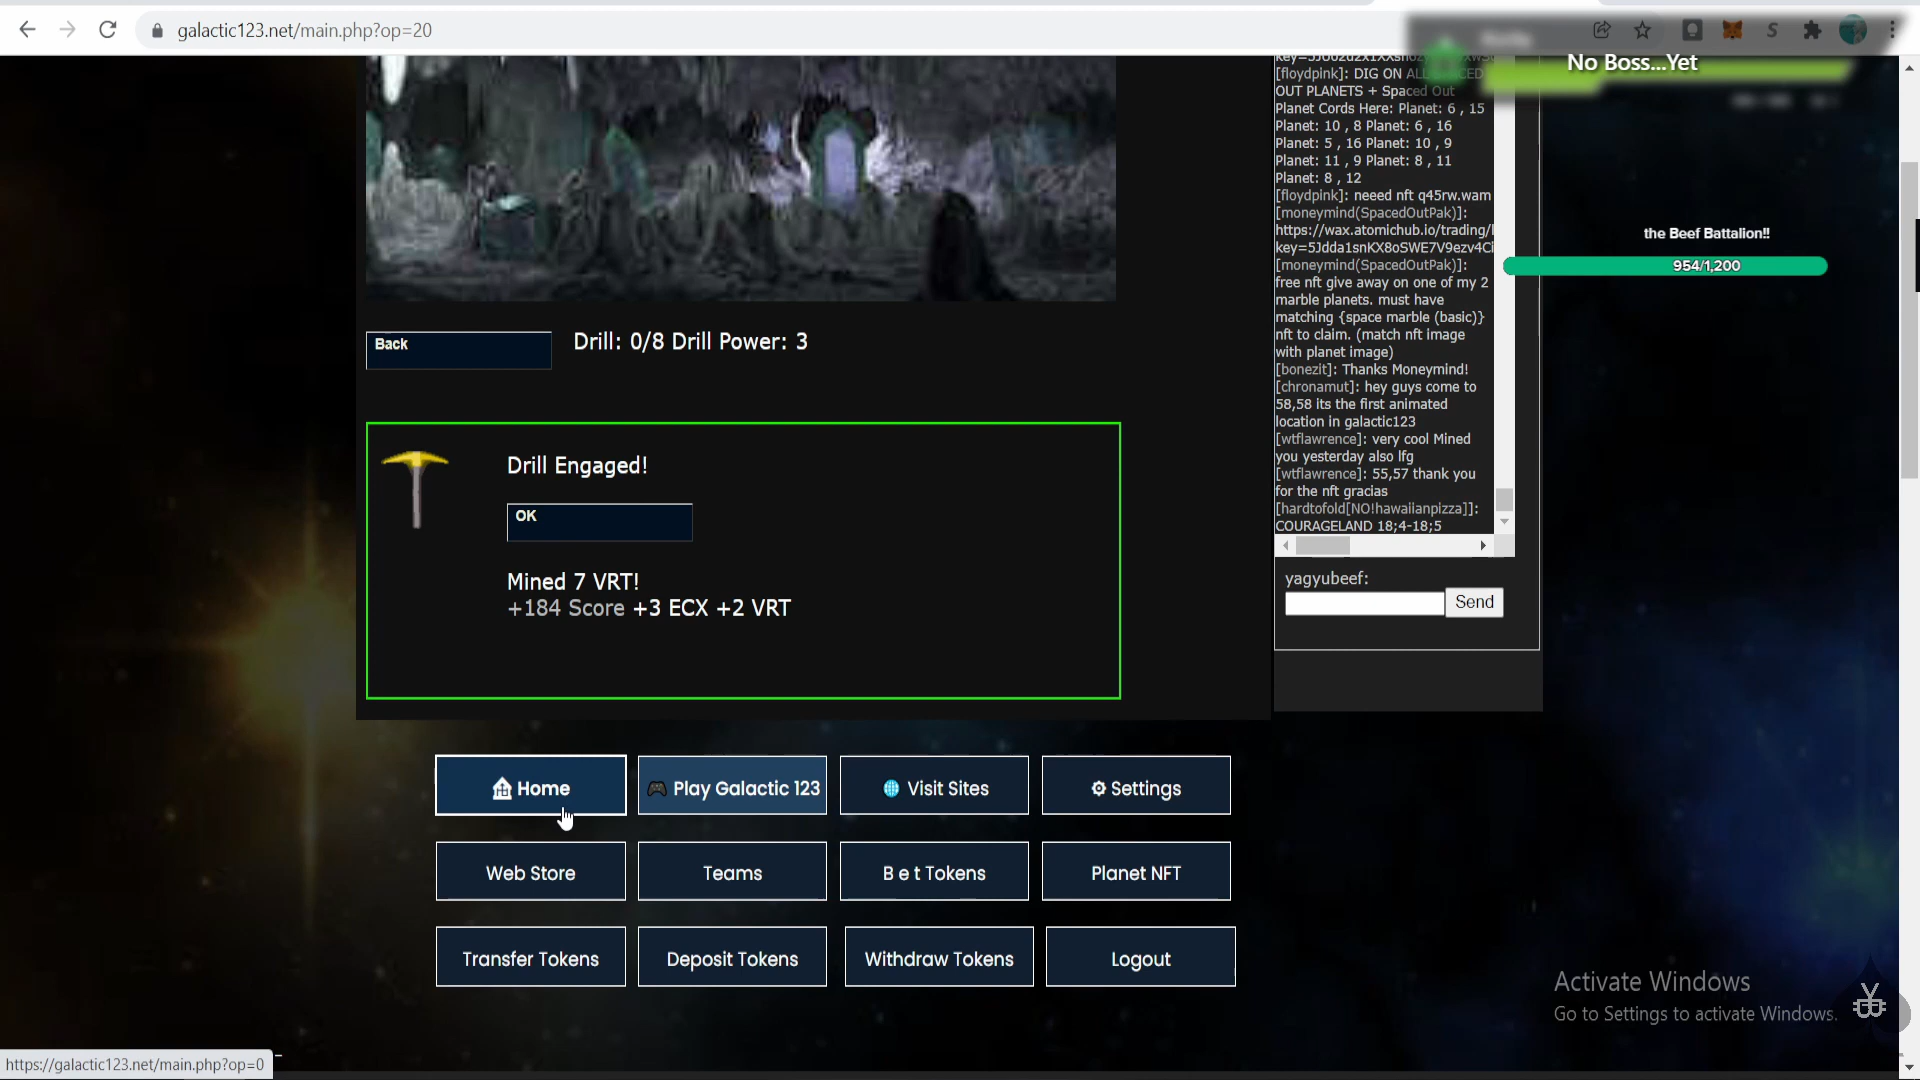 galactic123.net/main.php?op=20
No Boss...Yet
[floydpink]: DIG ON ALL SPACED
OUT PLANETS + Spaced Out
Planet Cords Here: Planet: 6 , 15
Planet: 10 , 8 Planet: 6 , 16
Planet: 5 , 16 Planet: 10 , 9
Planet: 11 , 9 Planet: 8 , 11
Planet: 8 , 12
[floydpink]: neeed nft q45rw.wam
[moneymind(SpacedOutPak)]:
https://wax.atomichub.io/trading/l
key=5Jdda1snKX8oSWE7V9ezv4Ci
[moneymind(SpacedOutPak)]:
free nft give away on one of my 2
marble planets. must have
matching {space marble (basic)}
nft to claim. (match nft image
with planet image)
[bonezit]: Thanks Moneymind!
[chronamut]: hey guys come to
58,58 its the first animated
location in galactic123
[wtflawrence]: very cool Mined
you yesterday also lfg
[wtflawrence]: 55,57 thank you
for the nft gracias
[hardtofold[NO!hawaiianpizza]]:
COURAGELAND 18;4-18;5
yagyubeef:
Send
the Beef Battalion!!
954/1,200
Back
Drill: 0/8 Drill Power: 3
Drill Engaged!
OK
Mined 7 VRT!
+184 Score +3 ECX +2 VRT
Home
Play Galactic 123
Visit Sites
Settings
Web Store
Teams
B e t Tokens
Planet NFT
Transfer Tokens
Deposit Tokens
Withdraw Tokens
Logout
Activate Windows
Go to Settings to activate Windows.
https://galactic123.net/main.php?op=0